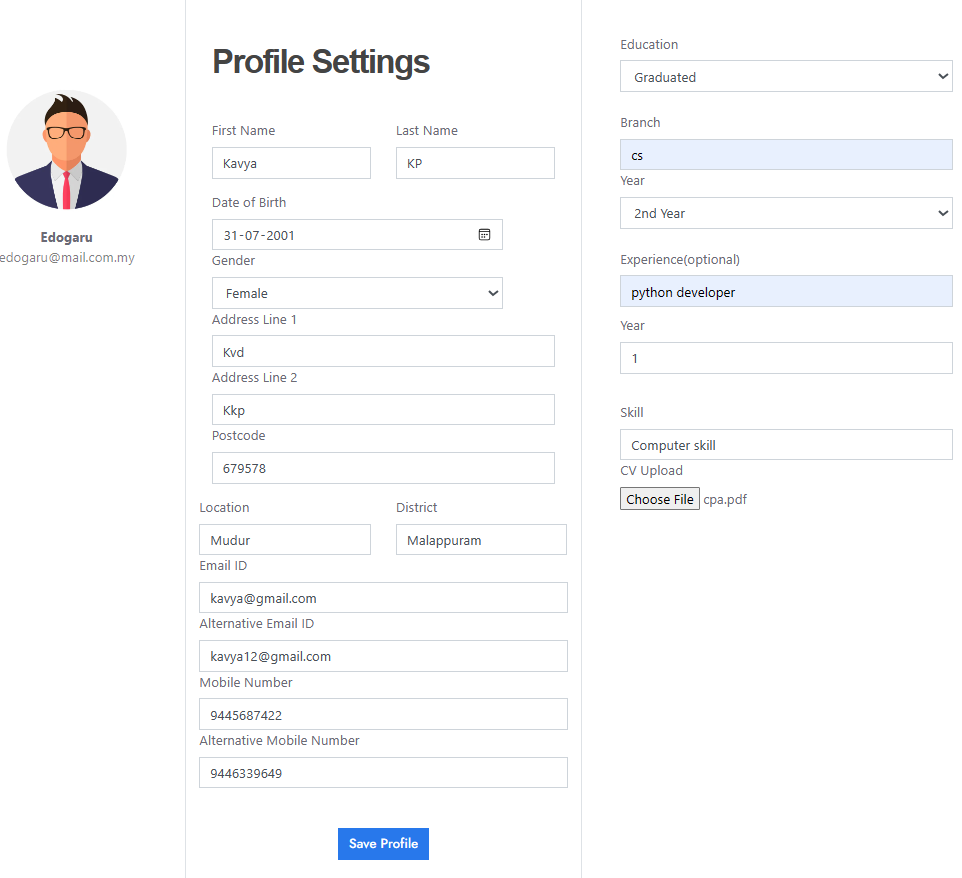 Edogaru
edogaru@mail.com.my
Profile Settings
First Name
Last Name
Kavya
KP
Date of Birth
31-07-2001
Gender
Female
Address Line 1
Kvd
Address Line 2
Kkp
Postcode
679578
Location
District
Mudur
Malappuram
Email ID
kavya@gmail.com
Alternative Email ID
kavya12@gmail.com
Mobile Number
9445687422
Alternative Mobile Number
9446339649
Save Profile
Education
Graduated
Branch
cs
Year
2nd Year
Experience(optional)
python developer
Year
1
Skill
Computer skill
CV Upload
Choose File cpa.pdf